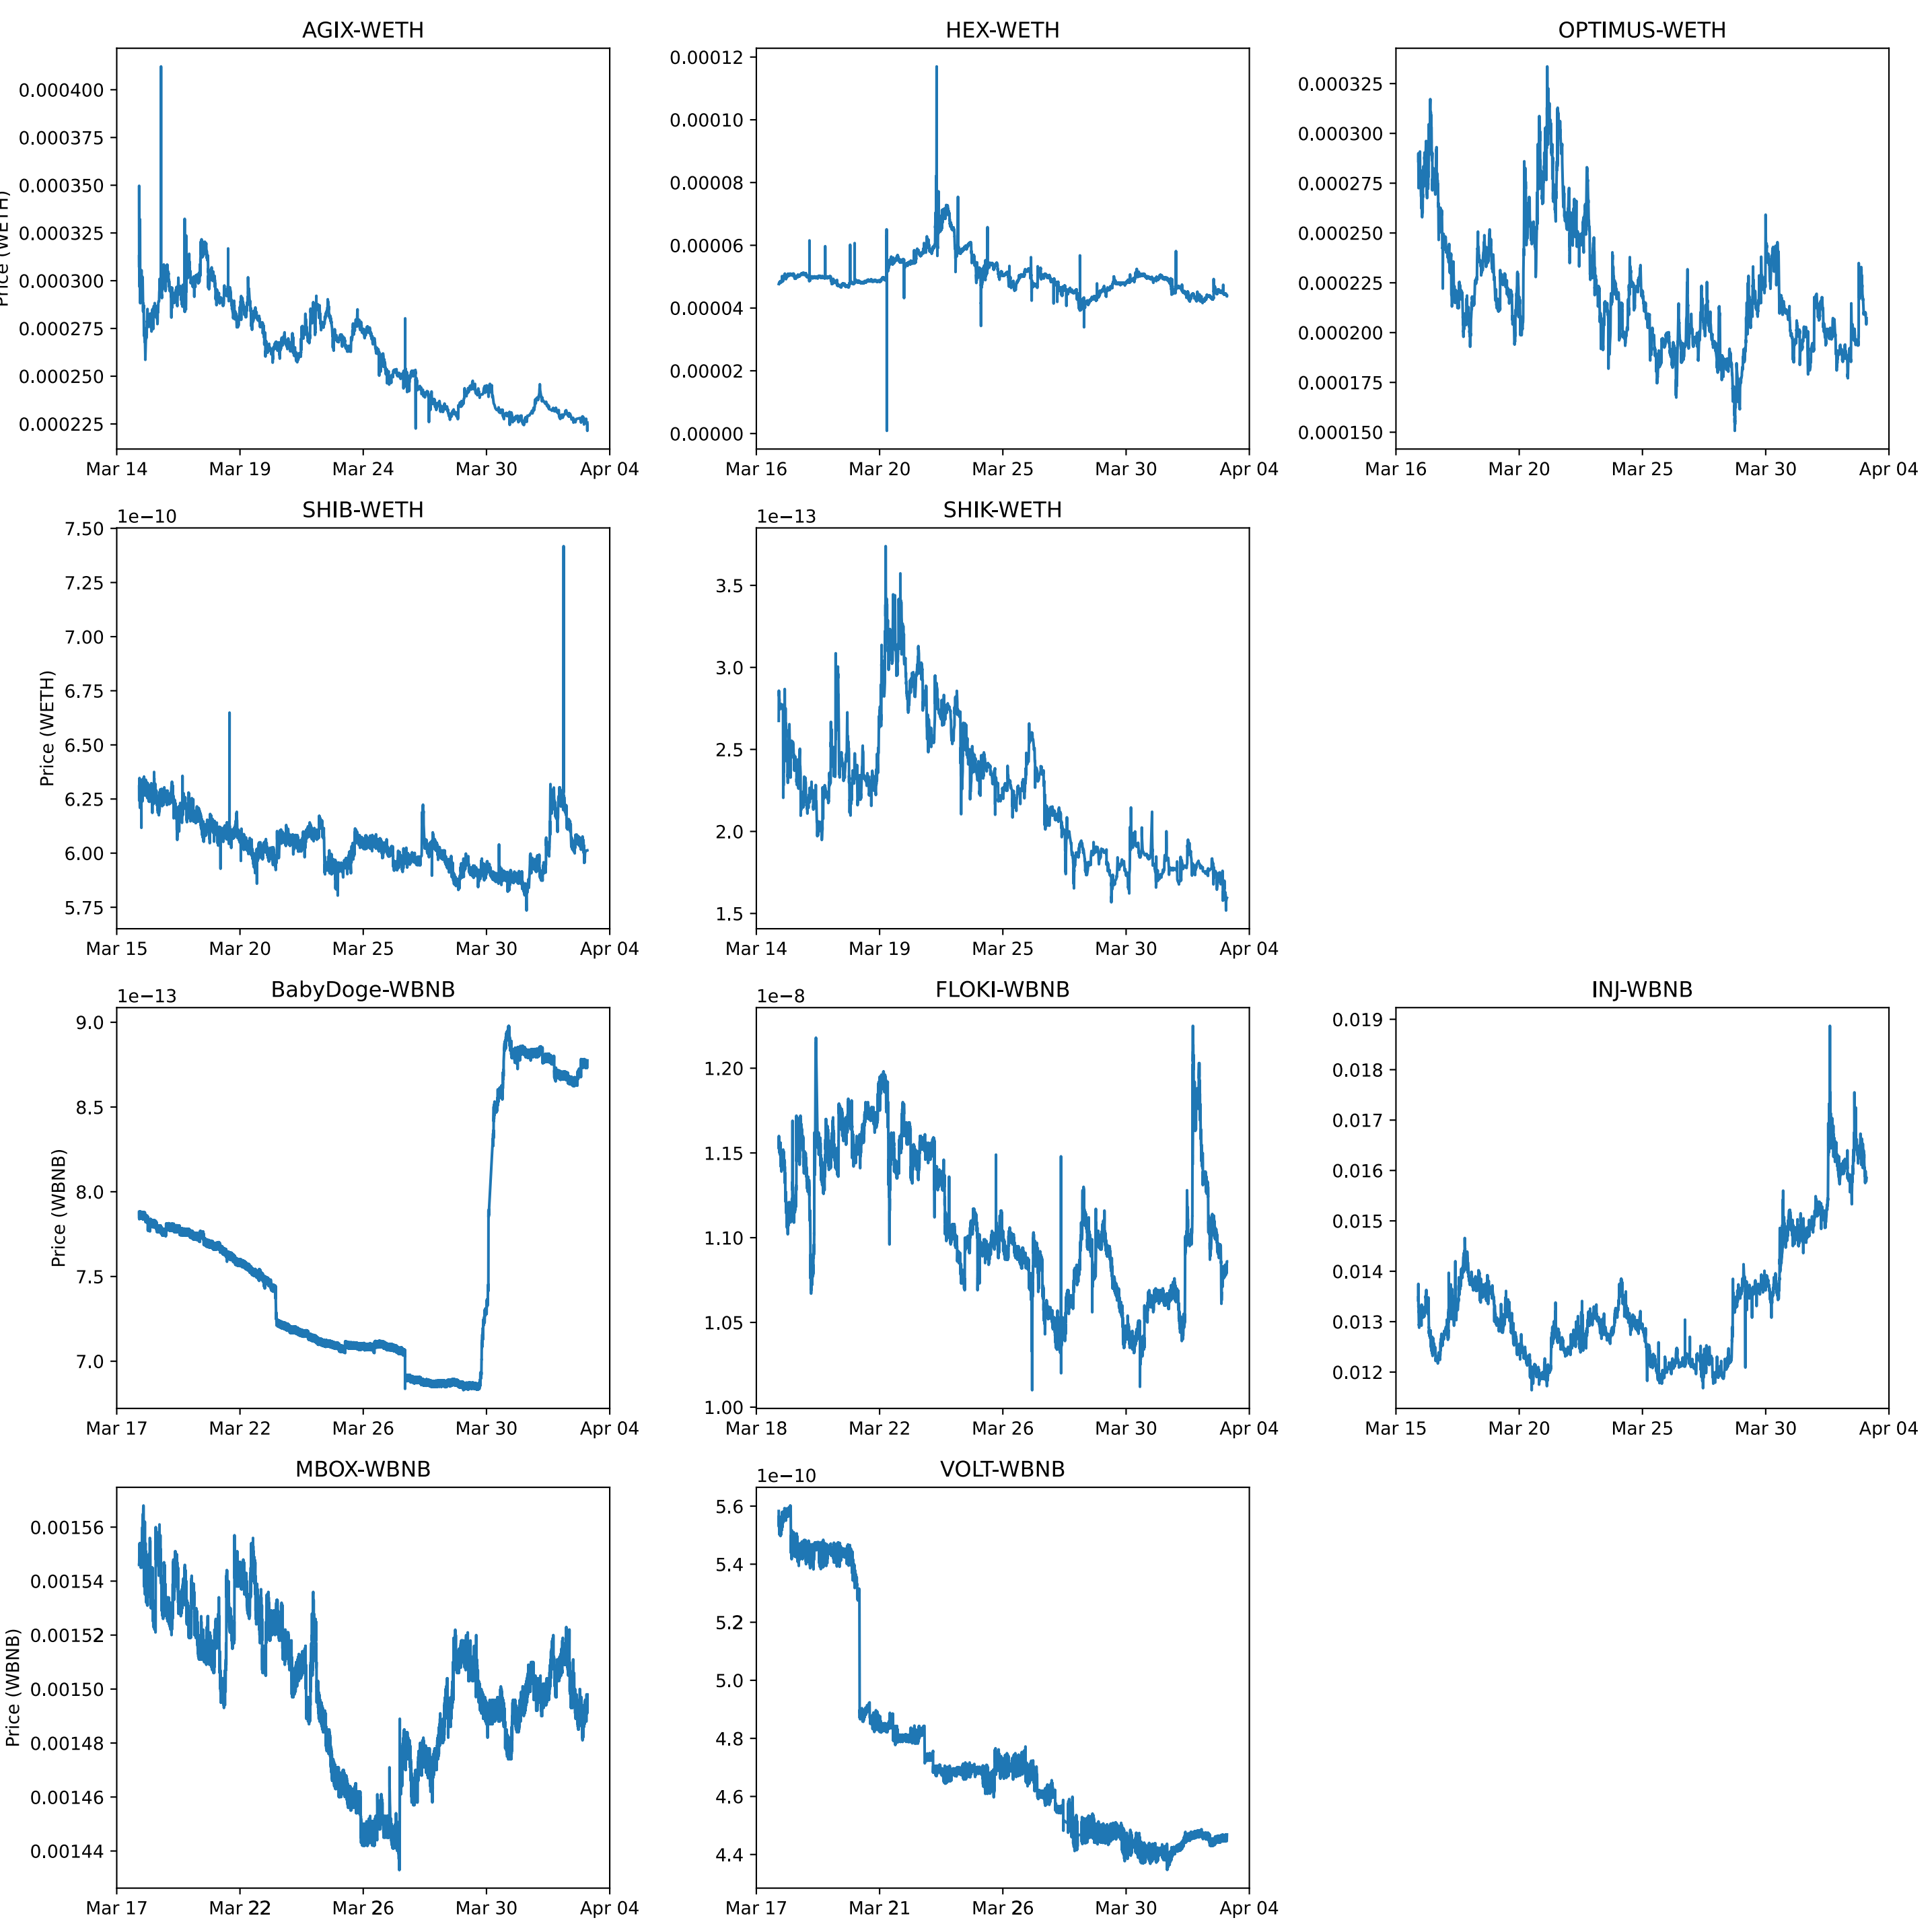 AGIX-WETH
HEX-WETH
OPTIMUS-WETH
Price (WETH)
0.000400
0.000375
0.000350
0.000325
0.000300
0.000275
0.000250
0.000225
Mar 14 Mar 19 Mar 24 Mar 30 Apr 04
0.00012
0.00010
0.00008
0.00006
0.00004
0.00002
0.00000
Mar 16 Mar 20 Mar 25 Mar 30 Apr 04
0.000325
0.000300
0.000275
0.000250
0.000225
0.000200
0.000175
0.000150
Mar 16 Mar 20 Mar 25 Mar 30 Apr 04
SHIB-WETH
1e−10
Price (WETH)
7.50
7.25
7.00
6.75
6.50
6.25
6.00
5.75
Mar 15 Mar 20 Mar 25 Mar 30 Apr 04
SHIK-WETH
1e−13
3.5
3.0
2.5
2.0
1.5
Mar 14 Mar 19 Mar 25 Mar 30 Apr 04
BabyDoge-WBNB
1e−13
Price (WBNB)
9.0
8.5
8.0
7.5
7.0
Mar 17 Mar 22 Mar 26 Mar 30 Apr 04
FLOKI-WBNB
1e−8
1.20
1.15
1.10
1.05
1.00
Mar 18 Mar 22 Mar 26 Mar 30 Apr 04
INJ-WBNB
0.019
0.018
0.017
0.016
0.015
0.014
0.013
0.012
Mar 15 Mar 20 Mar 25 Mar 30 Apr 04
MBOX-WBNB
Price (WBNB)
0.00156
0.00154
0.00152
0.00150
0.00148
0.00146
0.00144
Mar 17 Mar 22 Mar 26 Mar 30 Apr 04
VOLT-WBNB
1e−10
5.6
5.4
5.2
5.0
4.8
4.6
4.4
Mar 17 Mar 21 Mar 26 Mar 30 Apr 04